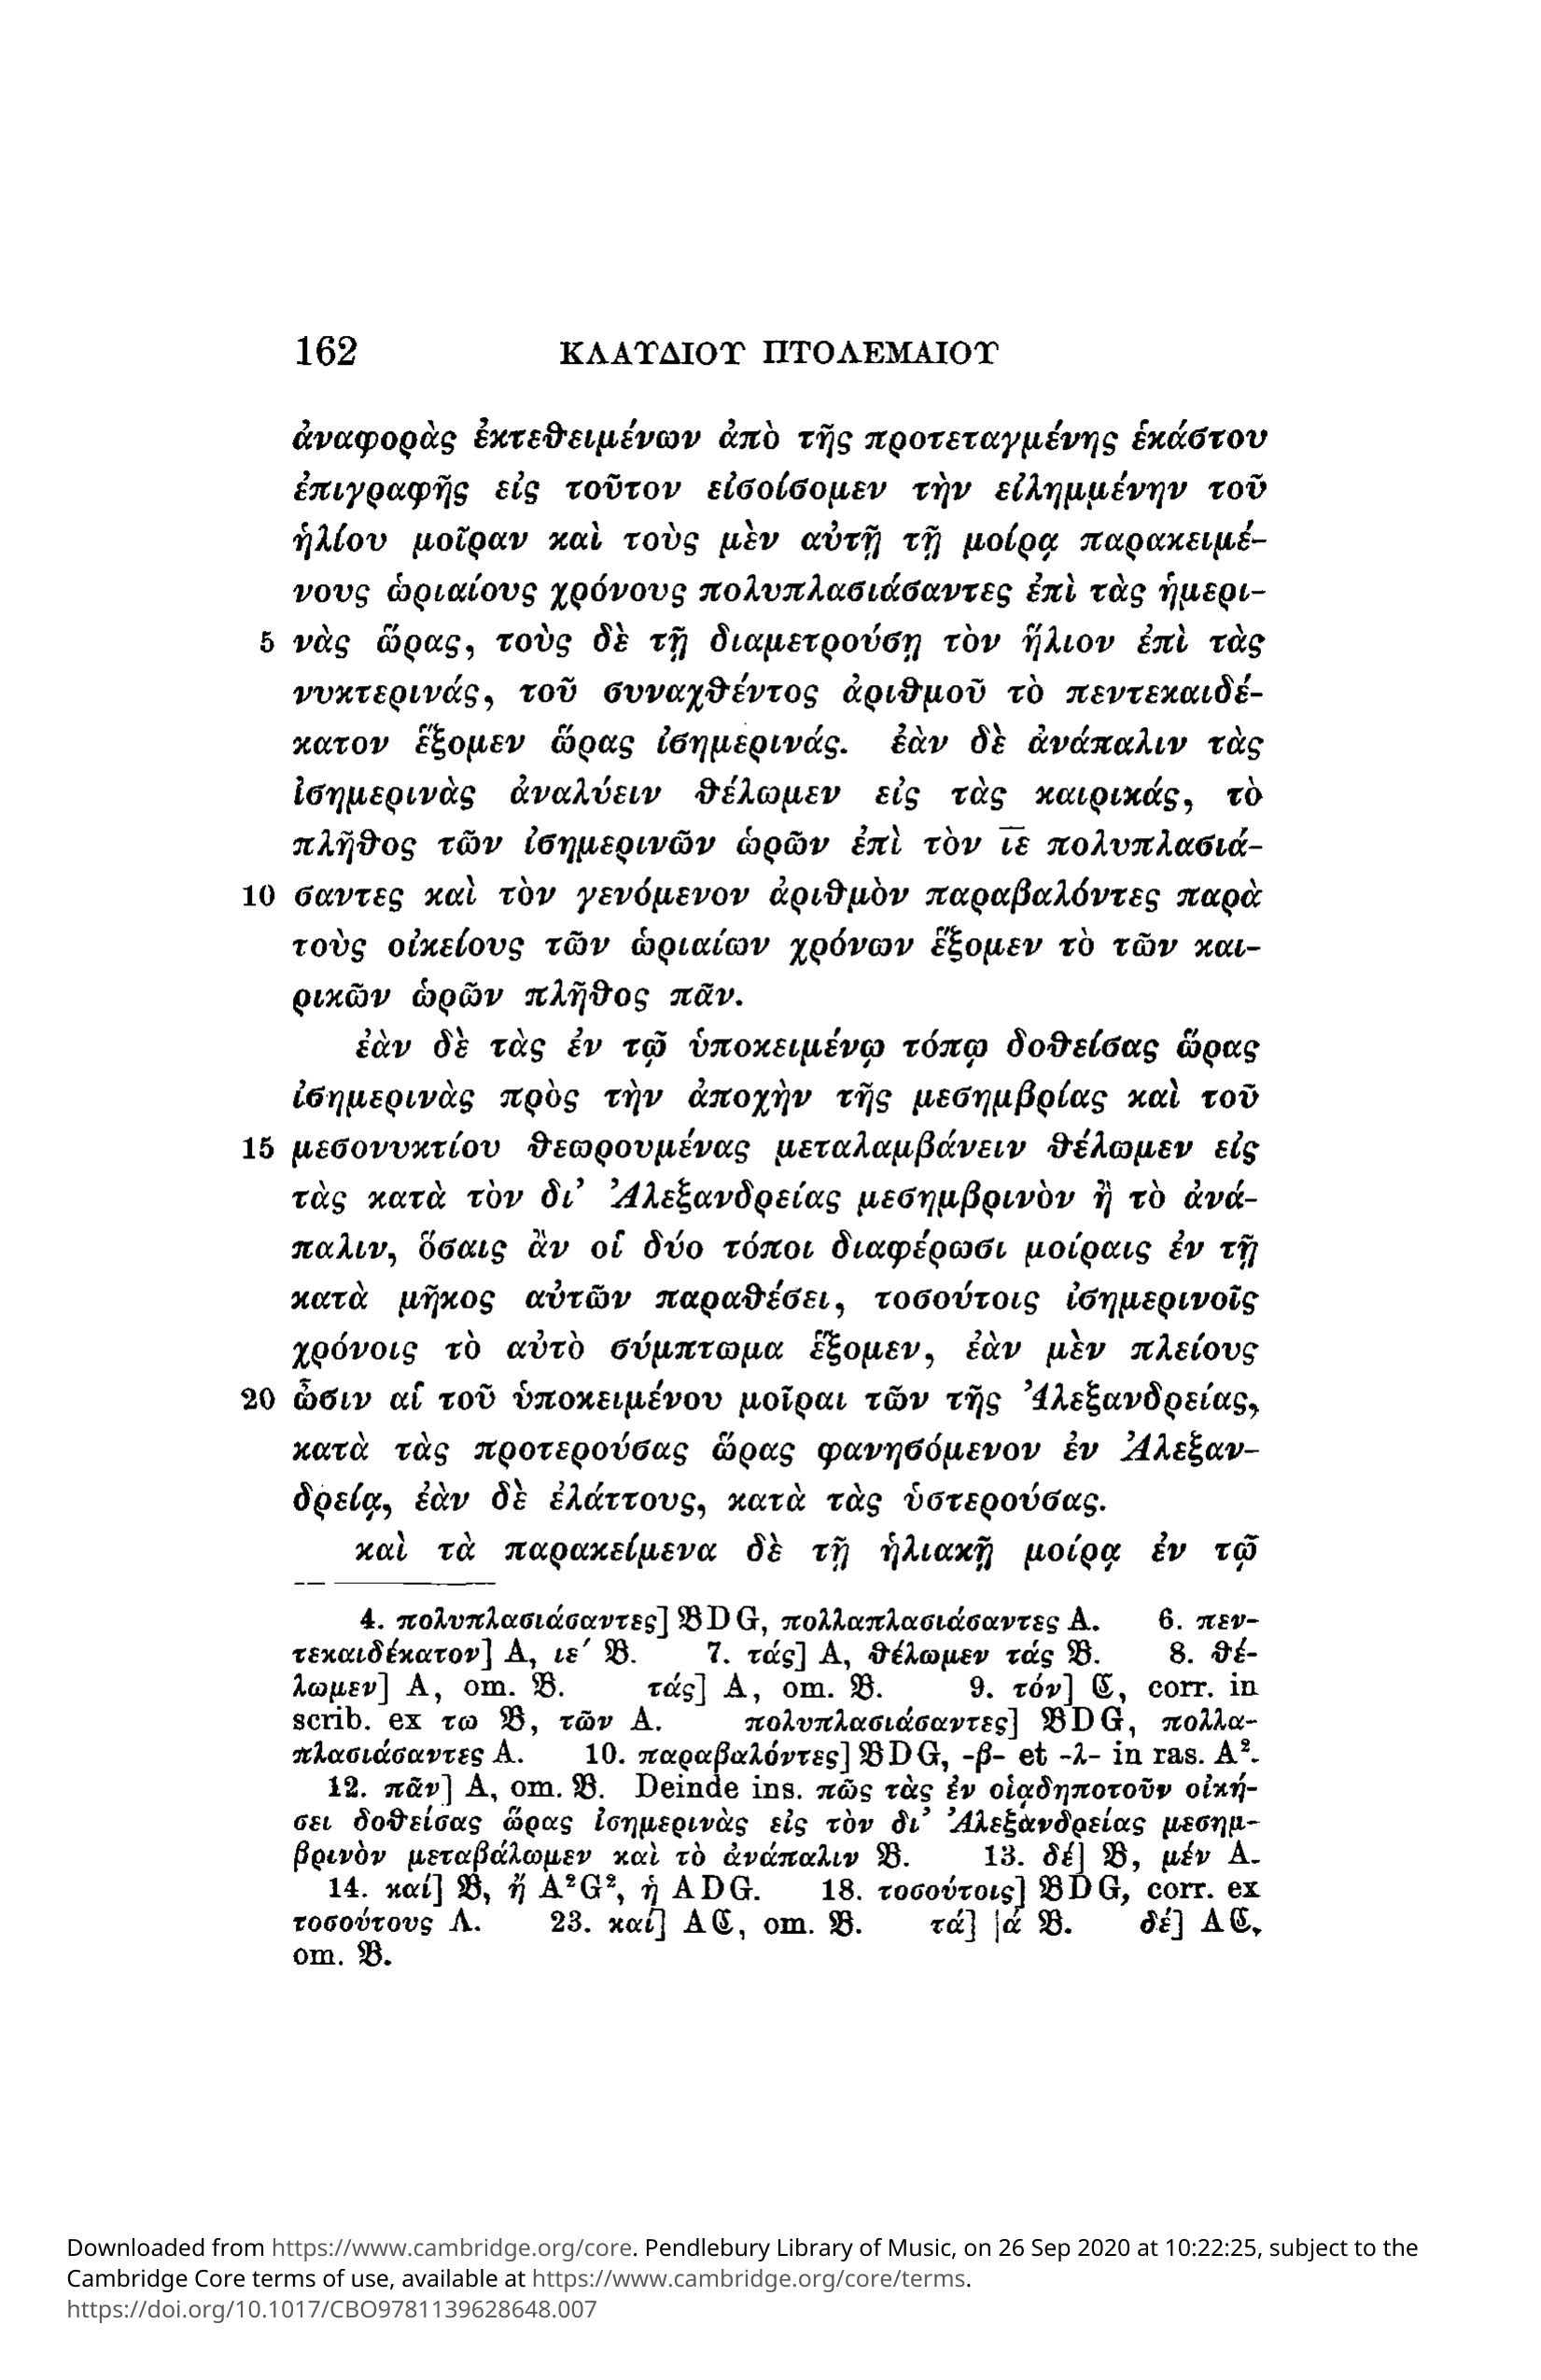 162 ΚΛΑΥΔΙΟΥ ΠΤΟΛΕΜΑΙΟΥ
ἀναφορὰς ἐκτεθειμένων ἀπὸ τῆς προτεταγμένης ἑκάστου
ἐπιγραφῆς εἰς τοῦτον εἰσοίσομεν τὴν εἰλημμένην τοῦ
ἡλίου μοῖραν καὶ τοὺς μὲν αὐτῇ τῇ μοίρᾳ παρακειμέ-
νους ὡριαίους χρόνους πολυπλασιάσαντες ἐπὶ τὰς ἡμερι-
5 νὰς ὥρας, τοὺς δὲ τῇ διαμετρούσῃ τὸν ἥλιον ἐπὶ τὰς
νυκτερινάς, τοῦ συναχθέντος ἀριθμοῦ τὸ πεντεκαιδέ-
κατον ἕξομεν ὥρας ἰσημερινάς. ἐὰν δὲ ἀνάπαλιν τὰς
ἰσημερινὰς ἀναλύειν θέλωμεν εἰς τὰς καιρικάς, τὸ
πλῆθος τῶν ἰσημερινῶν ὡρῶν ἐπὶ τὸν ι̅ε̅ πολυπλασιά-
10 σαντες καὶ τὸν γενόμενον ἀριθμὸν παραβαλόντες παρὰ
τοὺς οἰκείους τῶν ὡριαίων χρόνων ἕξομεν τὸ τῶν και-
ρικῶν ὡρῶν πλῆθος πᾶν.
ἐὰν δὲ τὰς ἐν τῷ ὑποκειμένῳ τόπῳ δοθείσας ὥρας
ἰσημερινὰς πρὸς τὴν ἀποχὴν τῆς μεσημβρίας καὶ τοῦ
15 μεσονυκτίου θεωρουμένας μεταλαμβάνειν θέλωμεν εἰς
τὰς κατὰ τὸν δι’ Ἀλεξανδρείας μεσημβρινὸν ἢ τὸ ἀνά-
παλιν, ὅσαις ἂν οἱ δύο τόποι διαφέρωσι μοίραις ἐν τῇ
κατὰ μῆκος αὐτῶν παραθέσει, τοσούτοις ἰσημερινοῖς
χρόνοις τὸ αὐτὸ σύμπτωμα ἕξομεν, ἐὰν μὲν πλείους
20 ὦσιν αἱ τοῦ ὑποκειμένου μοῖραι τῶν τῆς Ἀλεξανδρείας,
κατὰ τὰς προτερούσας ὥρας φανησόμενον ἐν Ἀλεξαν-
δρείᾳ, ἐὰν δὲ ἐλάττους, κατὰ τὰς ὑστερούσας.
καὶ τὰ παρακείμενα δὲ τῇ ἡλιακῇ μοίρᾳ ἐν τῷ
4. πολυπλασιάσαντες] 𝔅DG, πολλαπλασιάσαντες A. 6. πεν-
τεκαιδέκατον] A, ιε′ 𝔅. 7. τάς] A, θέλωμεν τάς 𝔅. 8. θέ-
λωμεν] A, om. 𝔅. τάς] A, om. 𝔅. 9. τόν] ℭ, corr. in
scrib. ex τω 𝔅, τῶν A. πολυπλασιάσαντες] 𝔅DG, πολλα-
πλασιάσαντες A. 10. παραβαλόντες] 𝔅DG, -β- et -λ- in ras. A².
12. πᾶν] A, om. 𝔅. Deinde ins. πῶς τὰς ἐν οἱᾳδηποτοῦν οἰκή-
σει δοθείσας ὥρας ἰσημερινὰς εἰς τὸν δι’ Ἀλεξανδρείας μεσημ-
βρινὸν μεταβάλωμεν καὶ τὸ ἀνάπαλιν 𝔅. 13. δέ] 𝔅, μέν A.
14. καί] 𝔅, ἤ A²G², ἡ ADG. 18. τοσούτοις] 𝔅DG, corr. ex
τοσούτους A. 23. καί] Aℭ, om. 𝔅. τά] |ά 𝔅. δέ] Aℭ,
om. 𝔅.
Downloaded from https://www.cambridge.org/core. Pendlebury Library of Music, on 26 Sep 2020 at 10:22:25, subject to the
Cambridge Core terms of use, available at https://www.cambridge.org/core/terms.
https://doi.org/10.1017/CBO9781139628648.007